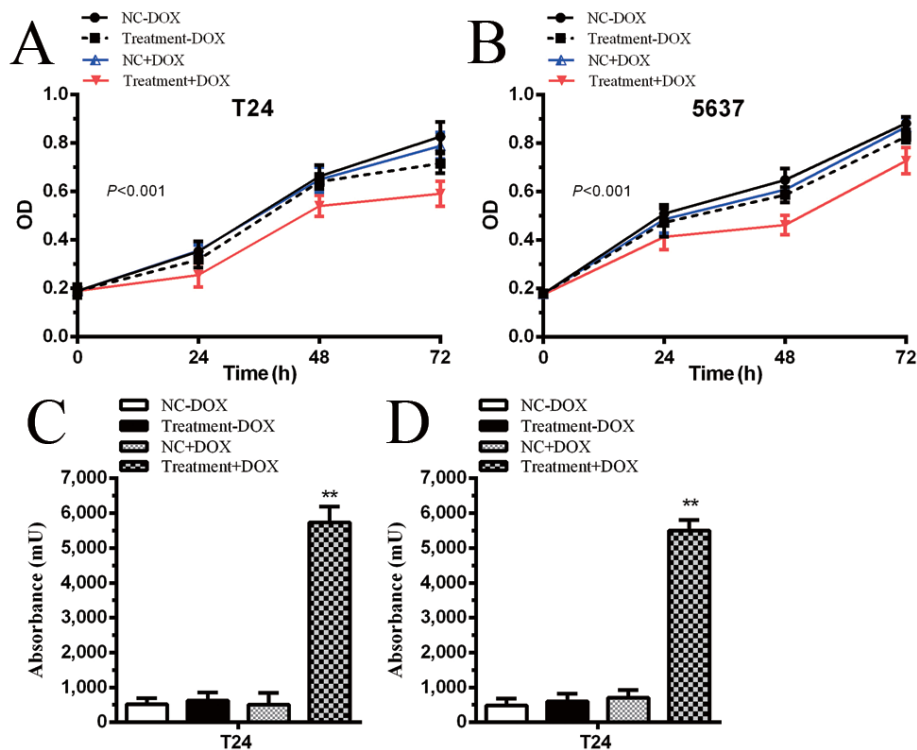 A
NC-DOX
Treatment-DOX
NC+DOX
Treatment+DOX
T24
P<0.001
OD
1.0
0.8
0.6
0.4
0.2
0.0
0 24 48 72
Time (h)
B
NC-DOX
Treatment-DOX
NC+DOX
Treatment+DOX
5637
P<0.001
OD
1.0
0.8
0.6
0.4
0.2
0.0
0 24 48 72
Time (h)
C
NC-DOX
Treatment-DOX
NC+DOX
Treatment+DOX
**
Absorbance (mU)
7,000
6,000
5,000
4,000
3,000
2,000
1,000
0
T24
D
NC-DOX
Treatment-DOX
NC+DOX
Treatment+DOX
**
Absorbance (mU)
7,000
6,000
5,000
4,000
3,000
2,000
1,000
0
T24